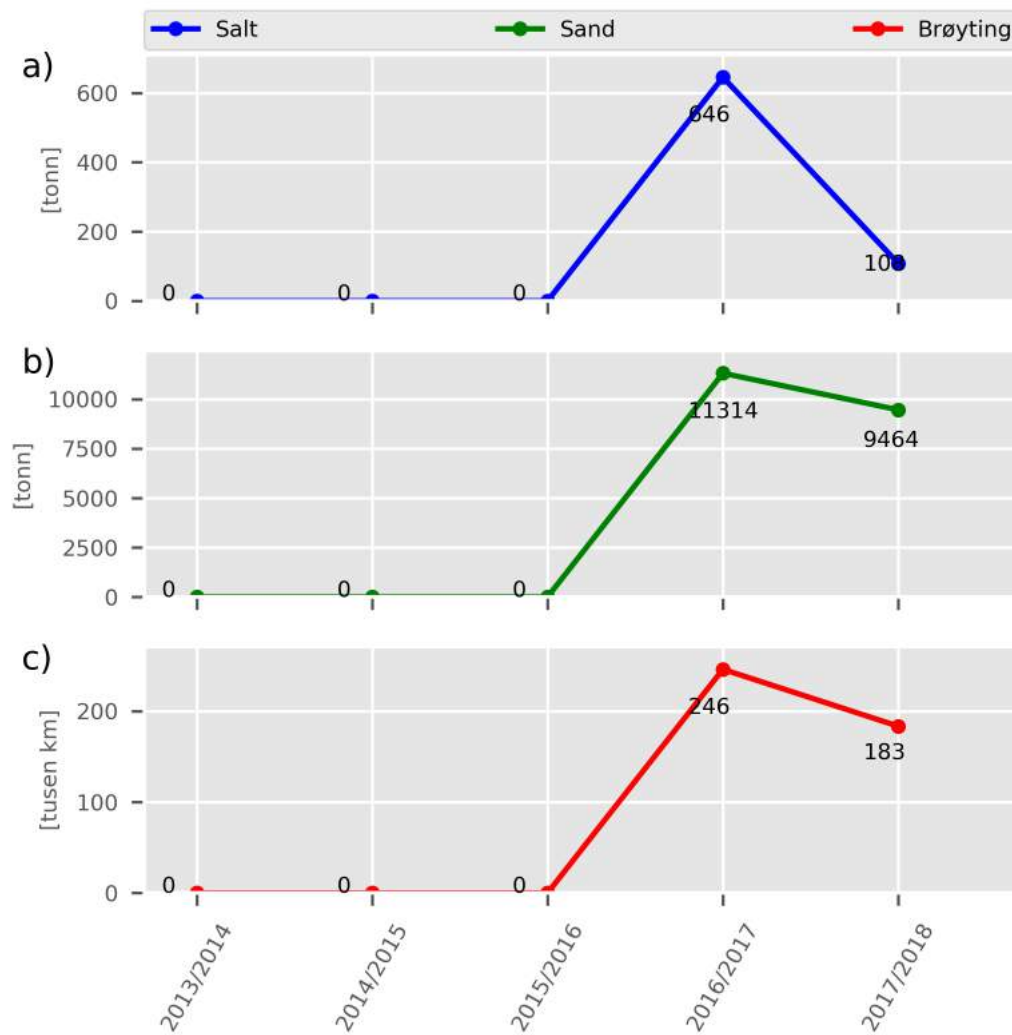 Salt Sand Brøyting
a)
600
400
200
0
[tonn]
0 0 0 646
b)
10000
7500
5000
2500
0
[tonn]
0 0 0 11314 9464
c)
200
100
0
[tusen km]
0 0 0 246 183
2013/2014 2014/2015 2015/2016 2016/2017 2017/2018